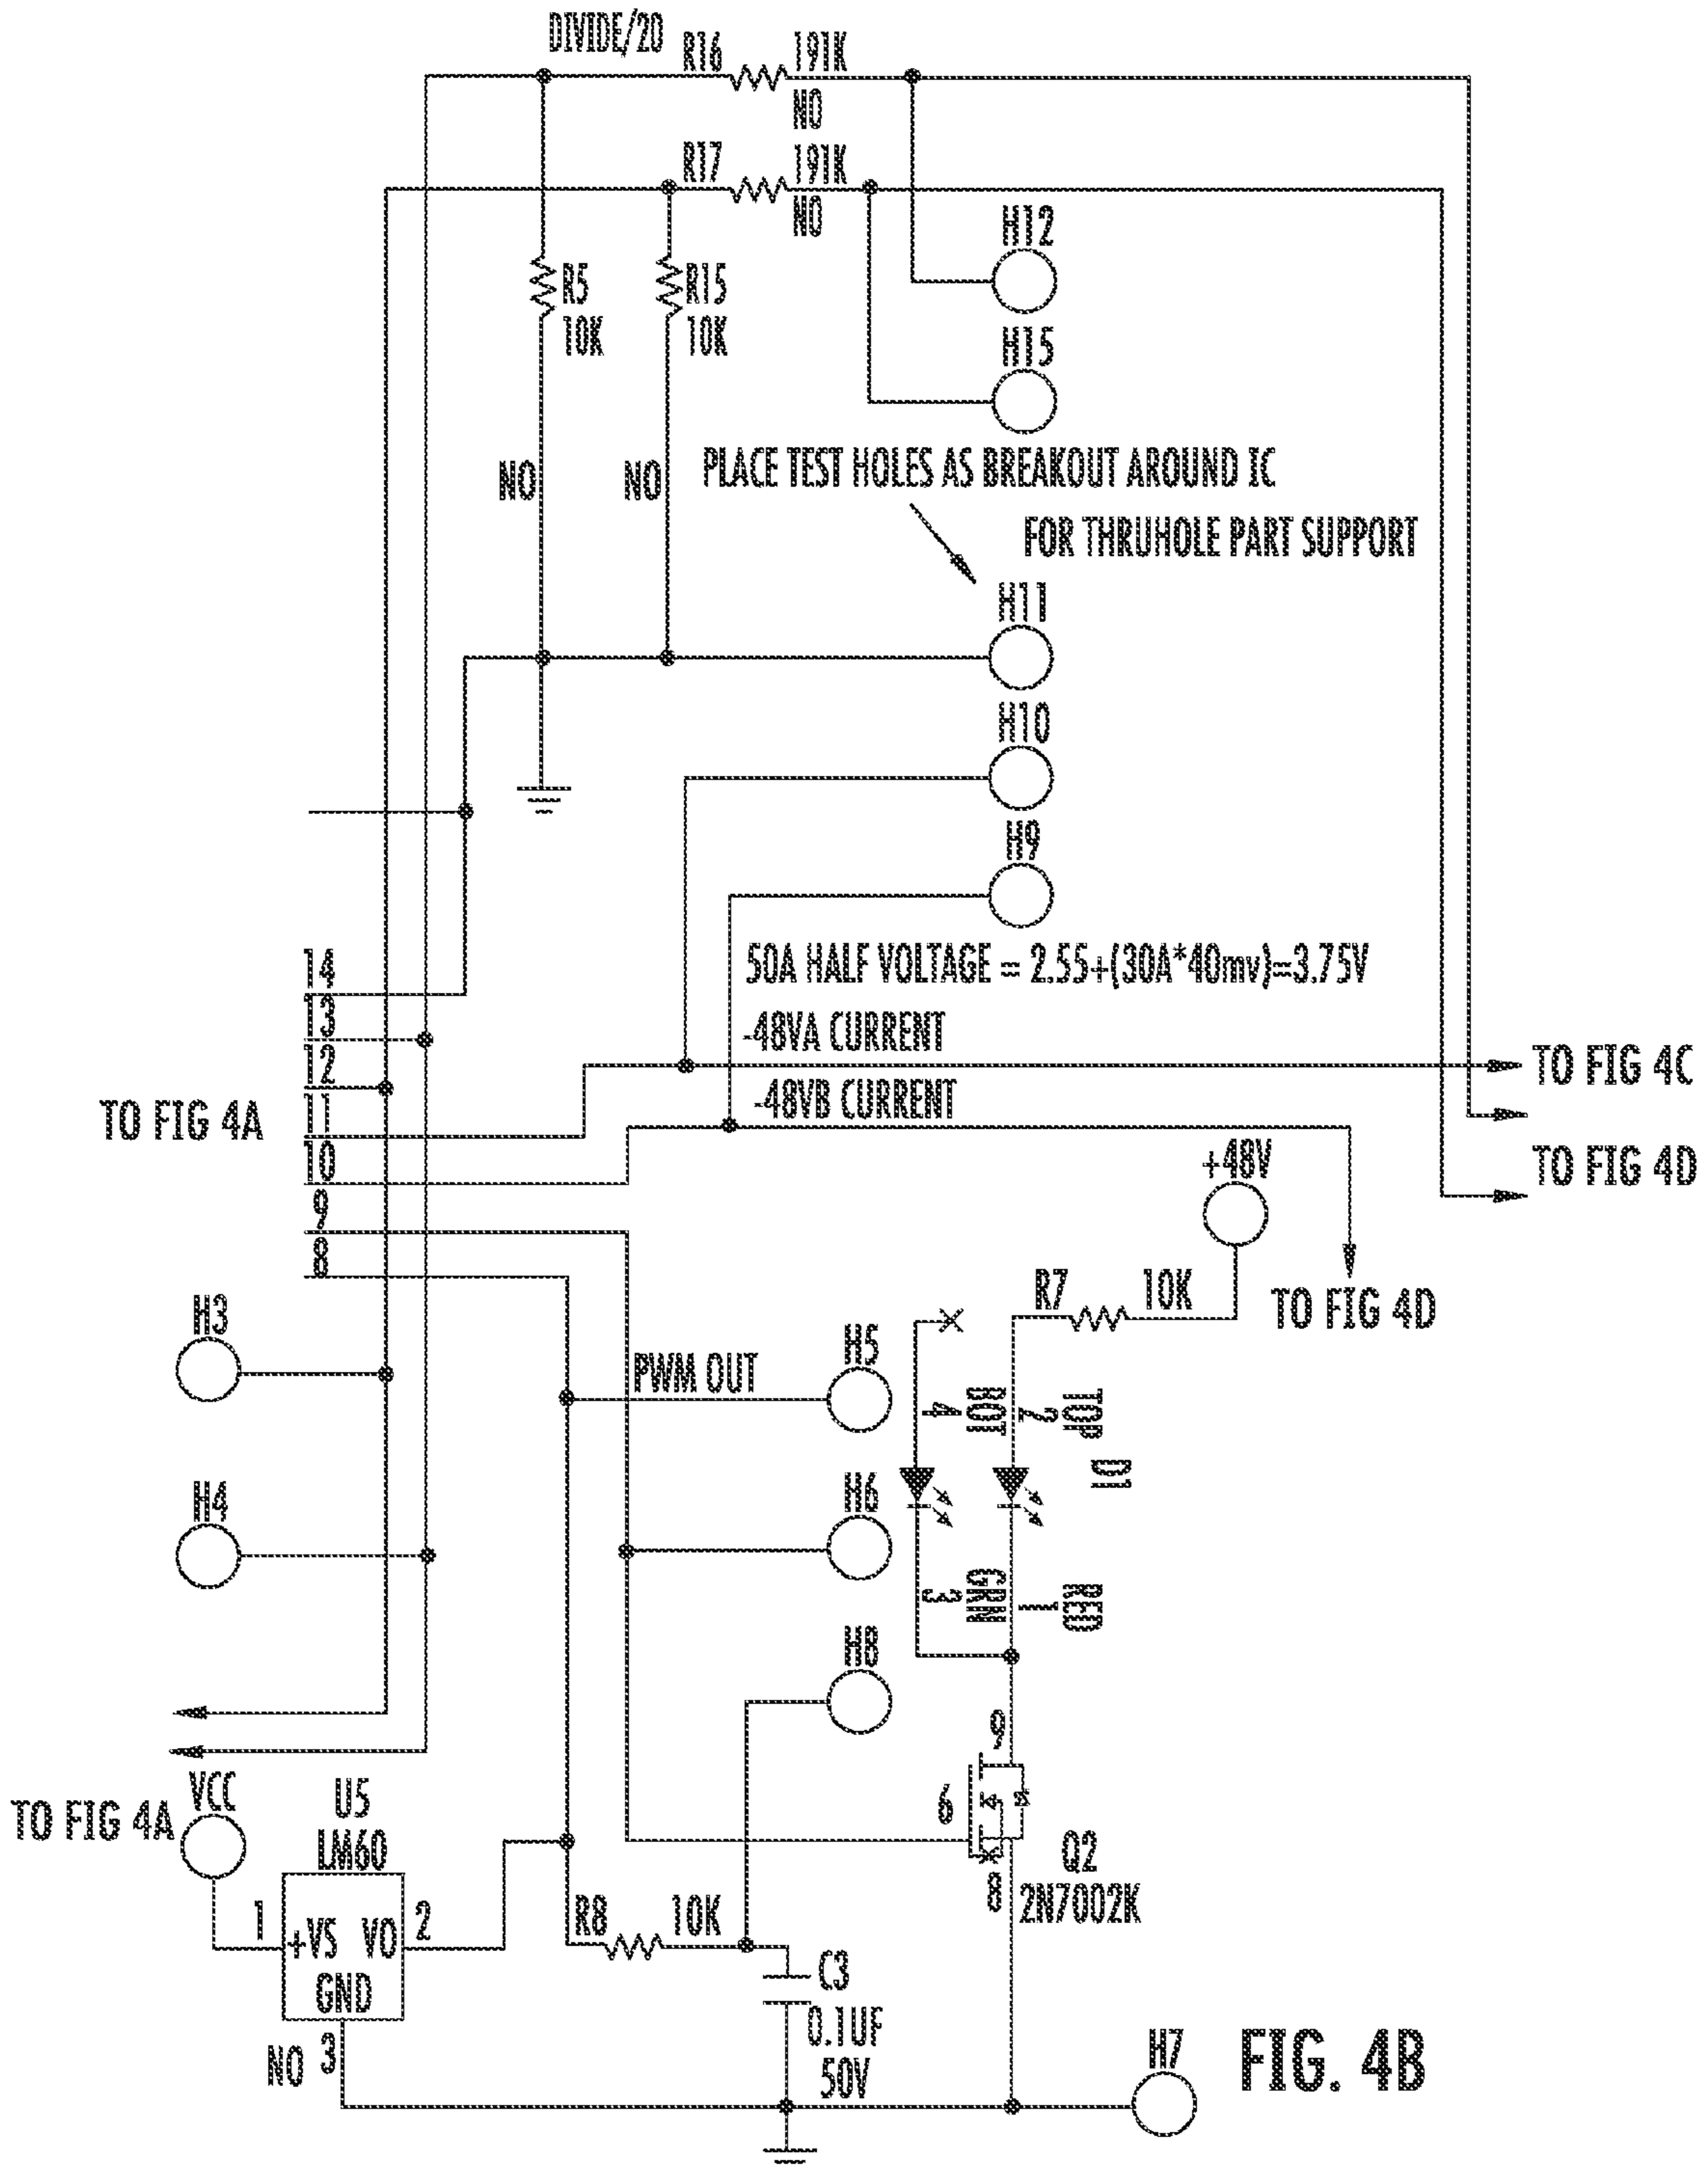 DIVIDE/20
R16
191K
NO
R17
191K
NO
H12
R5
10K
R15
10K
H15
NO
NO
PLACE TEST HOLES AS BREAKOUT AROUND IC
FOR THRUHOLE PART SUPPORT
H11
H10
H9
50A HALF VOLTAGE = 2.55+(30A*40mv)=3.75V
14
13
-48VA CURRENT
12
TO FIG 4C
-48VB CURRENT
11
TO FIG 4A
10
+48V
TO FIG 4D
9
8
R7
10K
TO FIG 4D
H3
H5
PWM OUT
4
BOT
2
TOP
D1
H4
H6
3
GRN
1
RED
H8
9
VCC
U5
LM60
TO FIG 4A
6
Q2
8
2N7002K
1
+VS
VO
2
GND
R8
10K
C3
0.1UF
50V
NO
3
H7
FIG. 4B